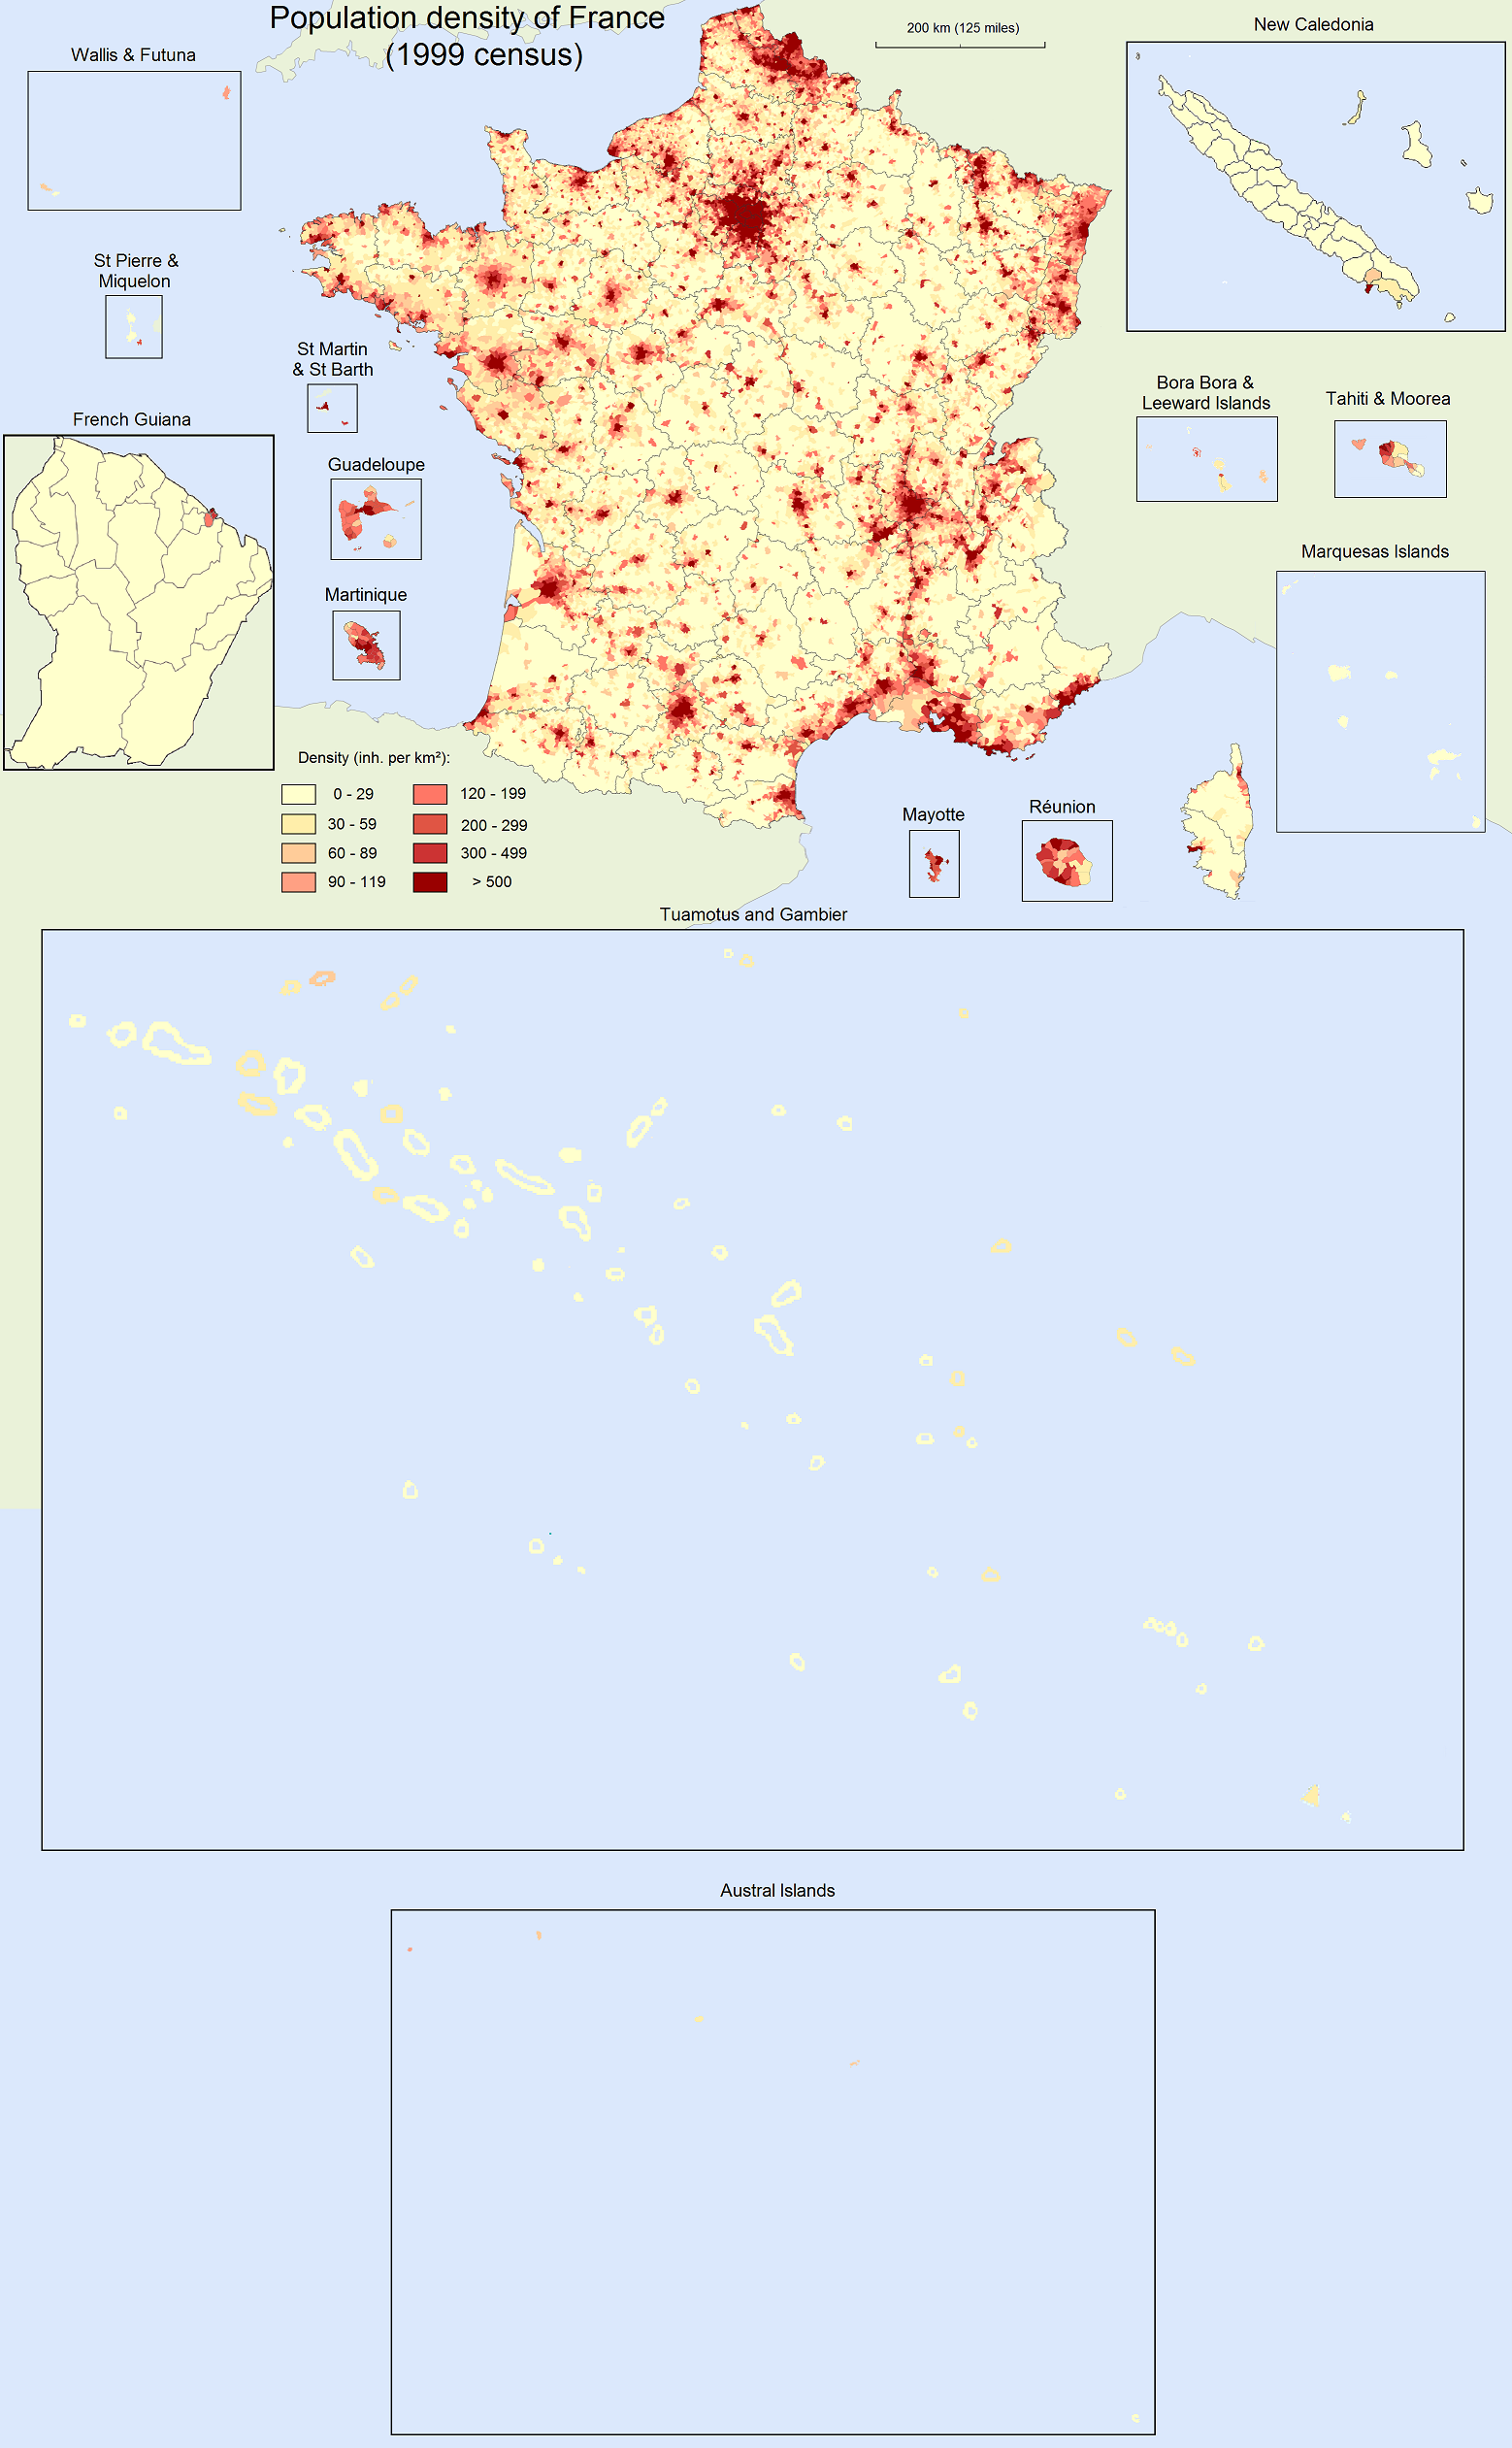 Population density of France
(1999 census)
200 km (125 miles)
New Caledonia
Wallis & Futuna
St Pierre &
Miquelon
St Martin
& St Barth
French Guiana
Guadeloupe
Martinique
Bora Bora &
Leeward Islands
Tahiti & Moorea
Marquesas Islands
Density (inh. per km²):
0 - 29
30 - 59
60 - 89
90 - 119
120 - 199
200 - 299
300 - 499
> 500
Mayotte
Réunion
Tuamotus and Gambier
Austral Islands